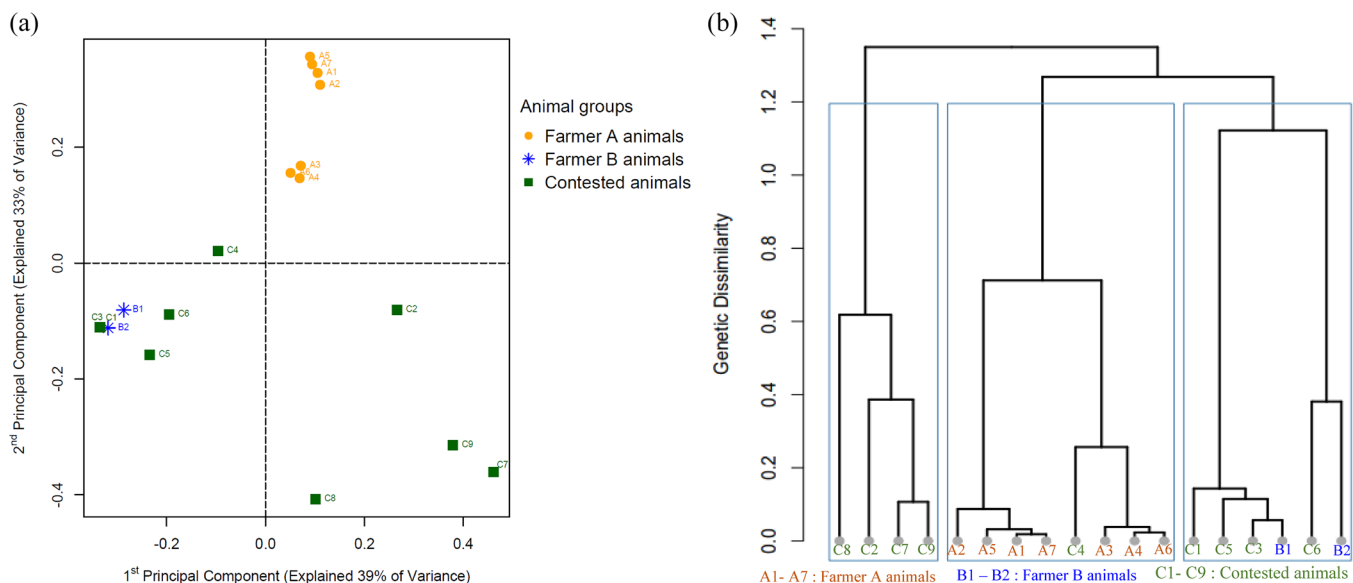 (a)
A5
A7
A1
A2
A3
A6
A4
C4
C2
C3 C1
B1
B2
C6
C5
C9
C7
C8
0.2
0.0
-0.2
-0.4
-0.2
0.0
0.2
0.4
2nd Principal Component (Explained 33% of Variance)
1st Principal Component (Explained 39% of Variance)
Animal groups
Farmer A animals
Farmer B animals
Contested animals
(b)
Genetic Dissimilarity
1.4
1.2
1.0
0.8
0.6
0.4
0.2
0.0
C8 C2 C7 C9 A2 A5 A1 A7 C4 A3 A4 A6 C1 C5 C3 B1 C6 B2
A1- A7 : Farmer A animals B1 – B2 : Farmer B animals C1- C9 : Contested animals